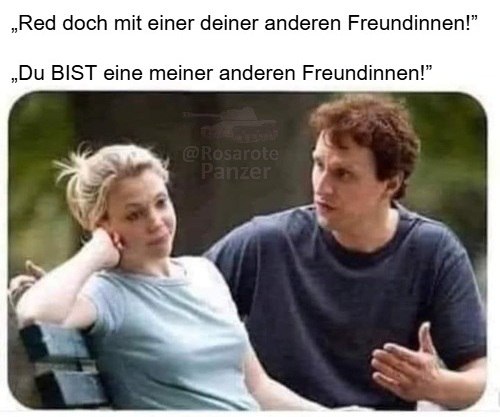 „Red doch mit einer deiner anderen Freundinnen!”
„Du BIST eine meiner anderen Freundinnen!”
@Rosarote
Panzer